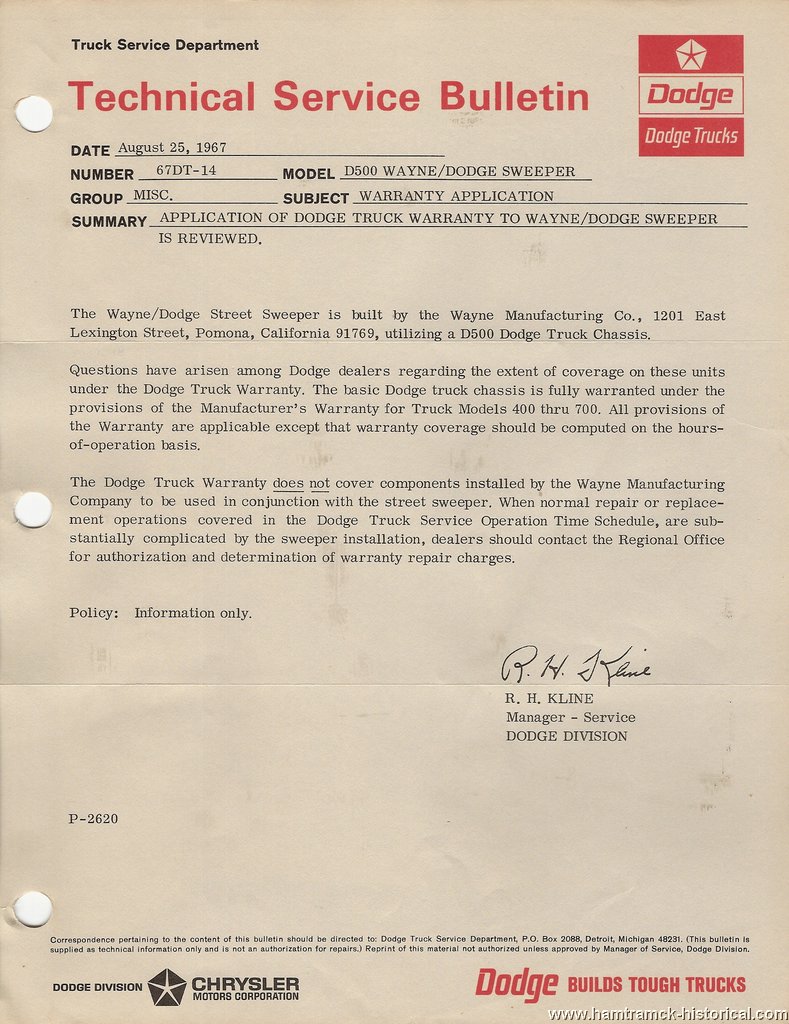 Truck Service Department
Technical Service Bulletin
Dodge
Dodge Trucks
DATE August 25, 1967
NUMBER 67DT-14 MODEL D500 WAYNE/DODGE SWEEPER
GROUP MISC. SUBJECT WARRANTY APPLICATION
SUMMARY APPLICATION OF DODGE TRUCK WARRANTY TO WAYNE/DODGE SWEEPER
IS REVIEWED.
The Wayne/Dodge Street Sweeper is built by the Wayne Manufacturing Co., 1201 East
Lexington Street, Pomona, California 91769, utilizing a D500 Dodge Truck Chassis.
Questions have arisen among Dodge dealers regarding the extent of coverage on these units
under the Dodge Truck Warranty. The basic Dodge truck chassis is fully warranted under the
provisions of the Manufacturer's Warranty for Truck Models 400 thru 700. All provisions of
the Warranty are applicable except that warranty coverage should be computed on the hours-
of-operation basis.
The Dodge Truck Warranty does not cover components installed by the Wayne Manufacturing
Company to be used in conjunction with the street sweeper. When normal repair or replace-
ment operations covered in the Dodge Truck Service Operation Time Schedule, are sub-
stantially complicated by the sweeper installation, dealers should contact the Regional Office
for authorization and determination of warranty repair charges.
Policy: Information only.
R. H. Kline
R. H. KLINE
Manager - Service
DODGE DIVISION
P-2620
Correspondence pertaining to the content of this bulletin should be directed to: Dodge Truck Service Department, P.O. Box 2088, Detroit, Michigan 48231. (This bulletin is
supplied as technical information only and is not an authorization for repairs.) Reprint of this material not authorized unless approved by Manager of Service, Dodge Division.
DODGE DIVISION CHRYSLER
MOTORS CORPORATION
Dodge BUILDS TOUGH TRUCKS
www.hamtramck-historical.com